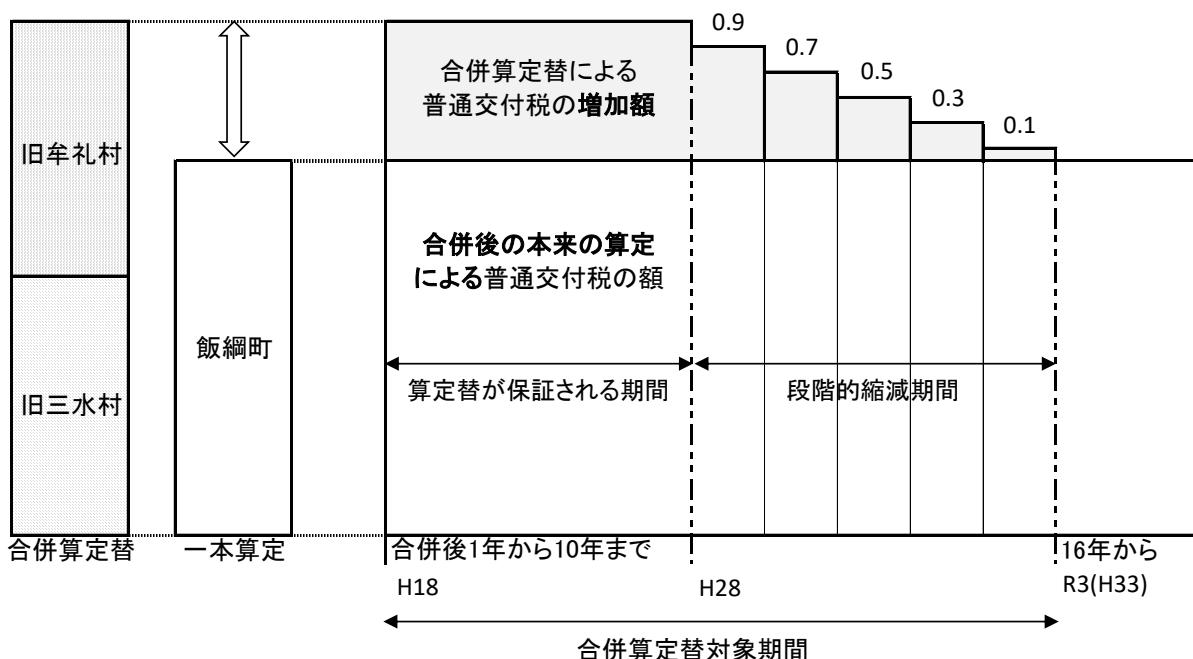 0.9
0.7
0.5
0.3
0.1
合併算定替による
普通交付税の増加額
旧牟礼村
合併後の本来の算定
による普通交付税の額
飯綱町
旧三水村
算定替が保証される期間
段階的縮減期間
合併算定替
一本算定
合併後1年から10年まで
16年から
H18
H28
R3(H33)
合併算定替対象期間